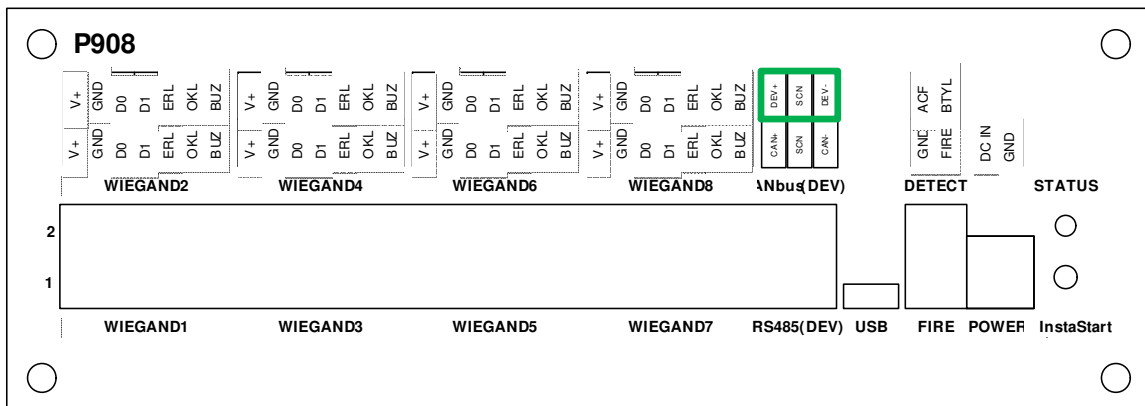 P908
V+ GND D0 D1 ERL OKL BUZ V+ GND D0 D1 ERL OKL BUZ V+ GND D0 D1 ERL OKL BUZ V+ GND D0 D1 ERL OKL BUZ DEV+ SCN DEV- ACF BTYL
V+ GND D0 D1 ERL OKL BUZ V+ GND D0 D1 ERL OKL BUZ V+ GND D0 D1 ERL OKL BUZ V+ GND D0 D1 ERL OKL BUZ CAN+ SCN CAN- GND FIRE DC IN GND
WIEGAND2 WIEGAND4 WIEGAND6 WIEGAND8 ANbus(DEV) DETECT STATUS
2
1
WIEGAND1 WIEGAND3 WIEGAND5 WIEGAND7 RS485(DEV) USB FIRE POWER InstaStart